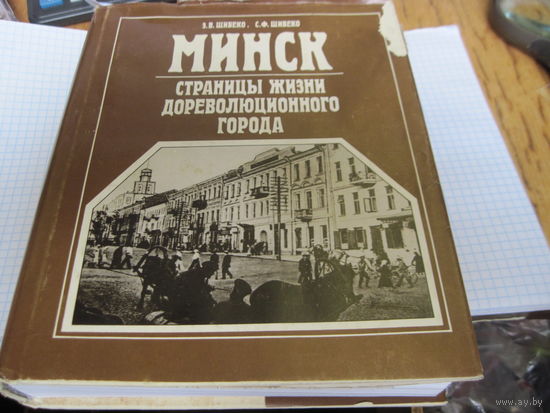 З.В. ШИБЕКО, С.Ф. ШИБЕКО
МИНСК
СТРАНИЦЫ ЖИЗНИ
ДОРЕВОЛЮЦИОННОГО
ГОРОДА
www.ay.by